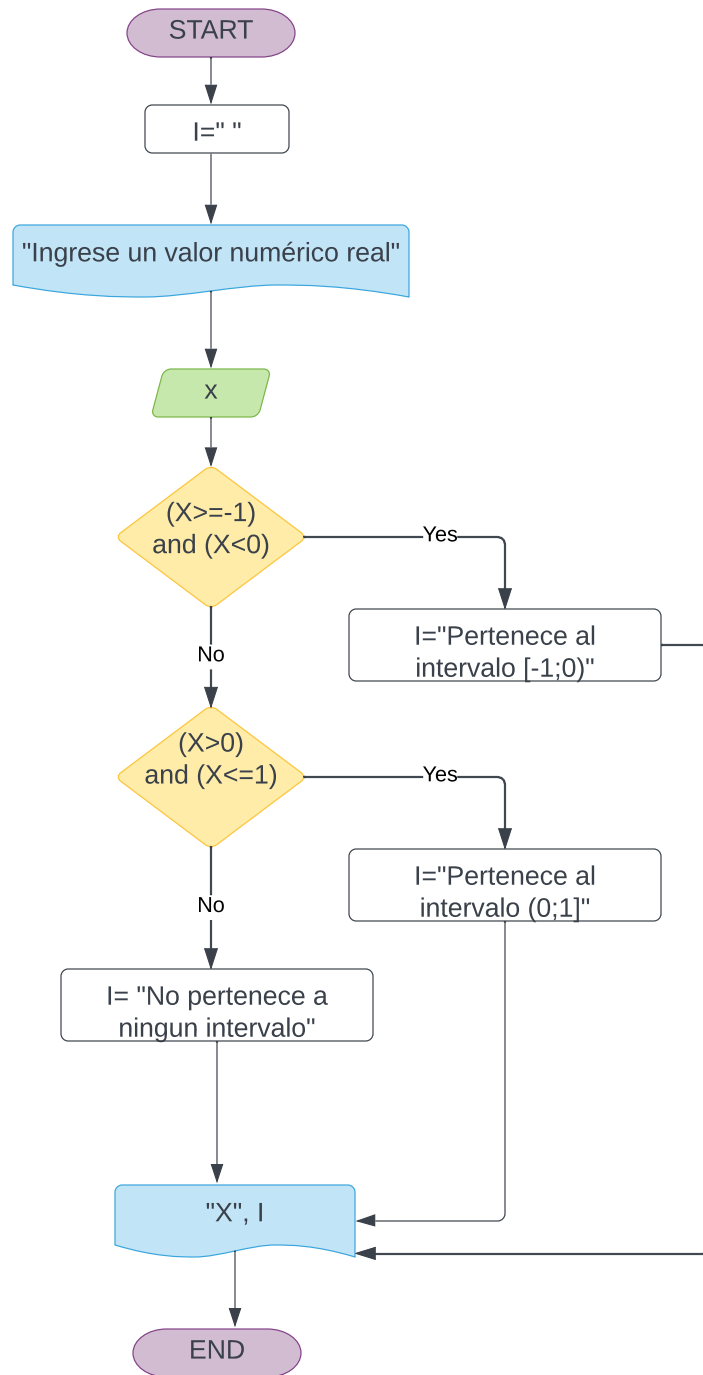 START
I=" "
"Ingrese un valor numérico real"
x
(X>=-1)
and (X<0)
Yes
I="Pertenece al
intervalo [-1;0)"
No
(X>0)
and (X<=1)
Yes
I="Pertenece al
intervalo (0;1]"
No
I= "No pertenece a
ningun intervalo"
"X", I
END